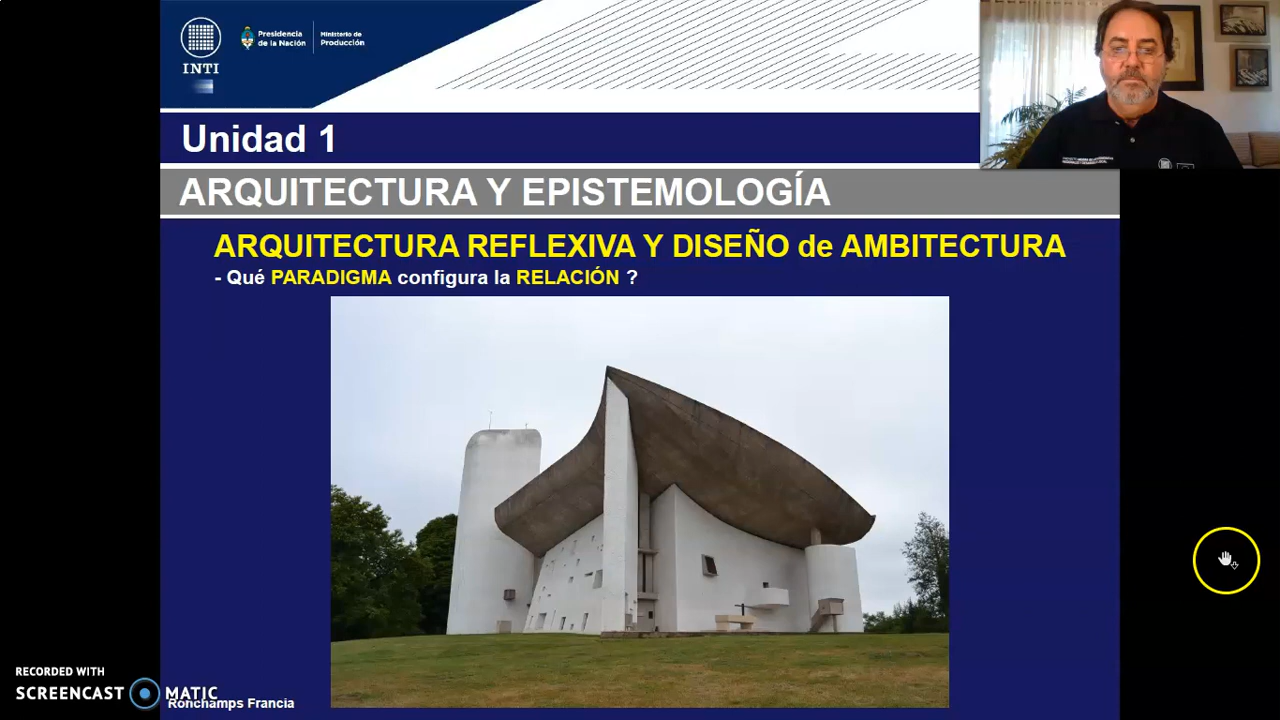 INTI
Presidencia
de la Nación
Ministerio de
Producción
Unidad 1
ARQUITECTURA Y EPISTEMOLOGÍA
ARQUITECTURA REFLEXIVA Y DISEÑO de AMBITECTURA
- Qué PARADIGMA configura la RELACIÓN ?
RECORDED WITH
SCREENCAST MATIC
Ronchamps Francia